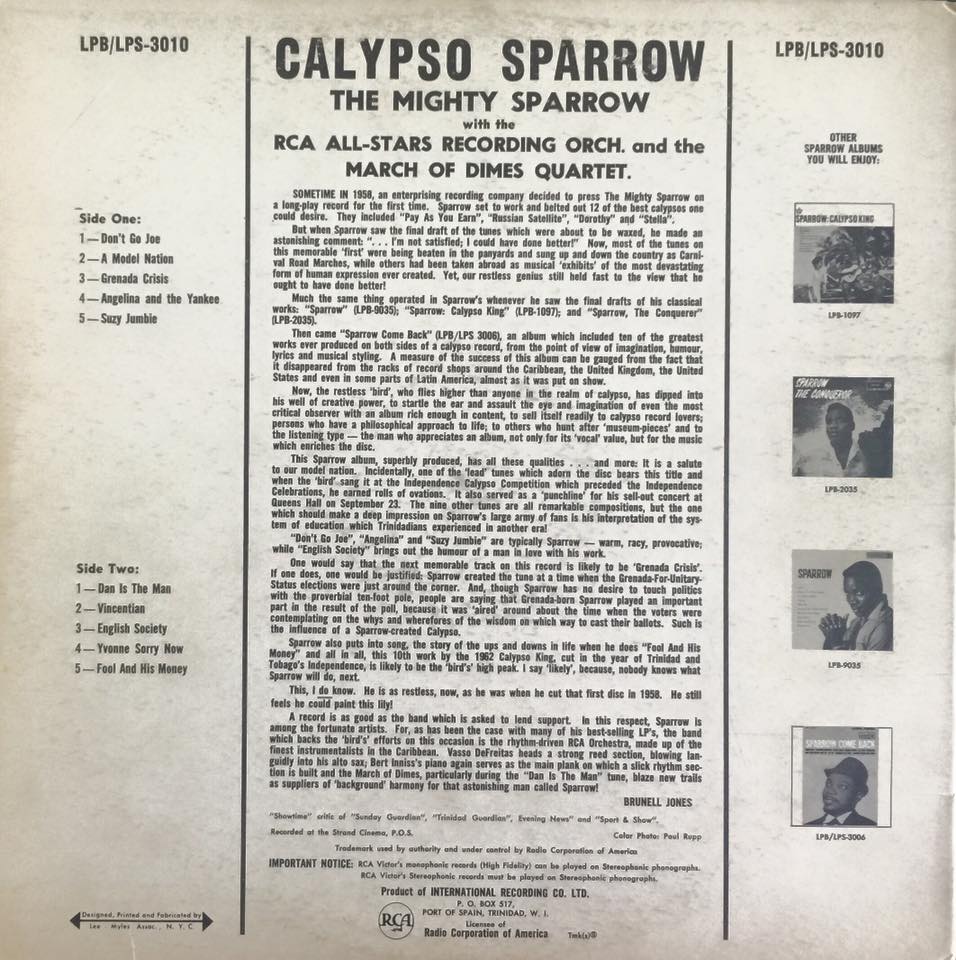 LPB/LPS-3010
CALYPSO SPARROW
THE MIGHTY SPARROW
with the
RCA ALL-STARS RECORDING ORCH. and the
MARCH OF DIMES QUARTET.
LPB/LPS-3010
Side One:
1—Don't Go Joe
2—A Model Nation
3—Grenada Crisis
4—Angelina and the Yankee
5—Suzy Jumbie
Side Two:
1—Dan Is The Man
2—Vincentian
3—English Society
4—Yvonne Sorry Now
5—Fool And His Money
Designed, Printed and Fabricated by
Lee Myles Assoc., N.Y.C
SOMETIME IN 1958, an enterprising recording company decided to press The Mighty Sparrow on
a long-play record for the first time. Sparrow set to work and belted out 12 of the best calypsos one
could desire. They included "Pay As You Earn", "Russian Satellite", "Dorothy" and "Stella".
But when Sparrow saw the final draft of the tunes which were about to be waxed, he made an
astonishing comment: ". . . I'm not satisfied; I could have done better!" Now, most of the tunes on
this memorable 'first' were being beaten in the panyards and sung up and down the country as Carni-
val Road Marches, while others had been taken abroad as musical 'exhibits' of the most devastating
form of human expression ever created. Yet, our restless genius still held fast to the view that he
ought to have done better!
Much the same thing operated in Sparrow's whenever he saw the final drafts of his classical
works: "Sparrow" (LPB-9035); "Sparrow: Calypso King" (LPB-1097); and "Sparrow, The Conquerer"
(LPB-2035).
Then came "Sparrow Come Back" (LPB/LPS 3006), an album which included ten of the greatest
works ever produced on both sides of a calypso record, from the point of view of imagination, humour,
lyrics and musical styling. A measure of the success of this album can be gauged from the fact that
it disappeared from the racks of record shops around the Caribbean, the United Kingdom, the United
States and even in some parts of Latin America, almost as it was put on show.
Now, the restless 'bird', who flies higher than anyone in the realm of calypso, has dipped into
his well of creative power, to startle the ear and assault the eye and imagination of even the most
critical observer with an album rich enough in content, to sell itself readily to calypso record lovers;
persons who have a philosophical approach to life; to others who hunt after 'museum-pieces' and to
the listening type — the man who appreciates an album, not only for its 'vocal' value, but for the music
which enriches the disc.
This Sparrow album, superbly produced, has all these qualities . . . . and more: it is a salute
to our model nation. Incidentally, one of the 'lead' tunes which adorn the disc bears this title and
when the 'bird' sang it at the Independence Calypso Competition which preceded the Independence
Celebrations, he earned rolls of ovations. It also served as a 'punchline' for his sell-out concert at
Queens Hall on September 23. The nine other tunes are all remarkable compositions, but the one
which should make a deep impression on Sparrow's large army of fans is his interpretation of the sys-
tem of education which Trinidadians experienced in another era!
"Don't Go Joe", "Angelina" and "Suzy Jumbie" are typically Sparrow — warm, racy, provocative;
while "English Society" brings out the humour of a man in love with his work.
One would say that the next memorable track on this record is likely to be 'Grenada Crisis'.
If one does, one would be justified: Sparrow created the tune at a time when the Grenada-For-Unitary-
Status elections were just around the corner. And, though Sparrow has no desire to touch politics
with the proverbial ten-foot pole, people are saying that Grenada-born Sparrow played an important
part in the result of the poll, because it was 'aired' around about the time when the voters were
contemplating on the whys and wherefores of the wisdom on which way to cast their ballots. Such is
the influence of a Sparrow-created Calypso.
Sparrow also puts into song, the story of the ups and downs in life when he does "Fool And His
Money" and all in all, this 10th work by the 1962 Calypso King, cut in the year of Trinidad and
Tobago's Independence, is likely to be the 'bird's' high peak. I say 'likely', because, nobody knows what
Sparrow will do, next.
This, I do know. He is as restless, now, as he was when he cut that first disc in 1958. He still
feels he could paint this lily!
A record is as good as the band which is asked to lend support. In this respect, Sparrow is
among the fortunate artists. For, as has been the case with many of his best-selling LP's, the band
which backs the 'bird's' efforts on this occasion is the rhythm-driven RCA Orchestra, made up of the
finest instrumentalists in the Caribbean. Vasso DeFreitas heads a strong reed section, blowing lan-
guidly into his alto sax; Bert Inniss's piano again serves as the main plank on which a slick rhythm sec-
tion is built and the March of Dimes, particularly during the "Dan Is The Man" tune, blaze new trails
as suppliers of 'background' harmony for that astonishing man called Sparrow!
BRUNELL JONES
"Showtime" critic of "Sunday Guardian", "Trinidad Guardian", Evening News" and "Sport & Show".
Recorded at the Strand Cinema, P.O.S. Color Photo: Paul Rupp
Trademark used by authority and under control by Radio Corporation of America
IMPORTANT NOTICE: RCA Victor's monophonic records (High Fidelity) can be played on Stereophonic phonographs.
RCA Victor's Stereophonic records must be played on Stereophonic phonographs.
Product of INTERNATIONAL RECORDING CO. LTD.
P. O. BOX 517,
PORT OF SPAIN, TRINIDAD, W. I.
Licensee of
Radio Corporation of America Tmk(s)®
RCA
OTHER
SPARROW ALBUMS
YOU WILL ENJOY:
SPARROW: CALYPSO KING
LPB-1097
SPARROW
THE CONQUEROR
LPB-2035
SPARROW
LPB-9035
SPARROW COME BACK
LPB/LPS-3006